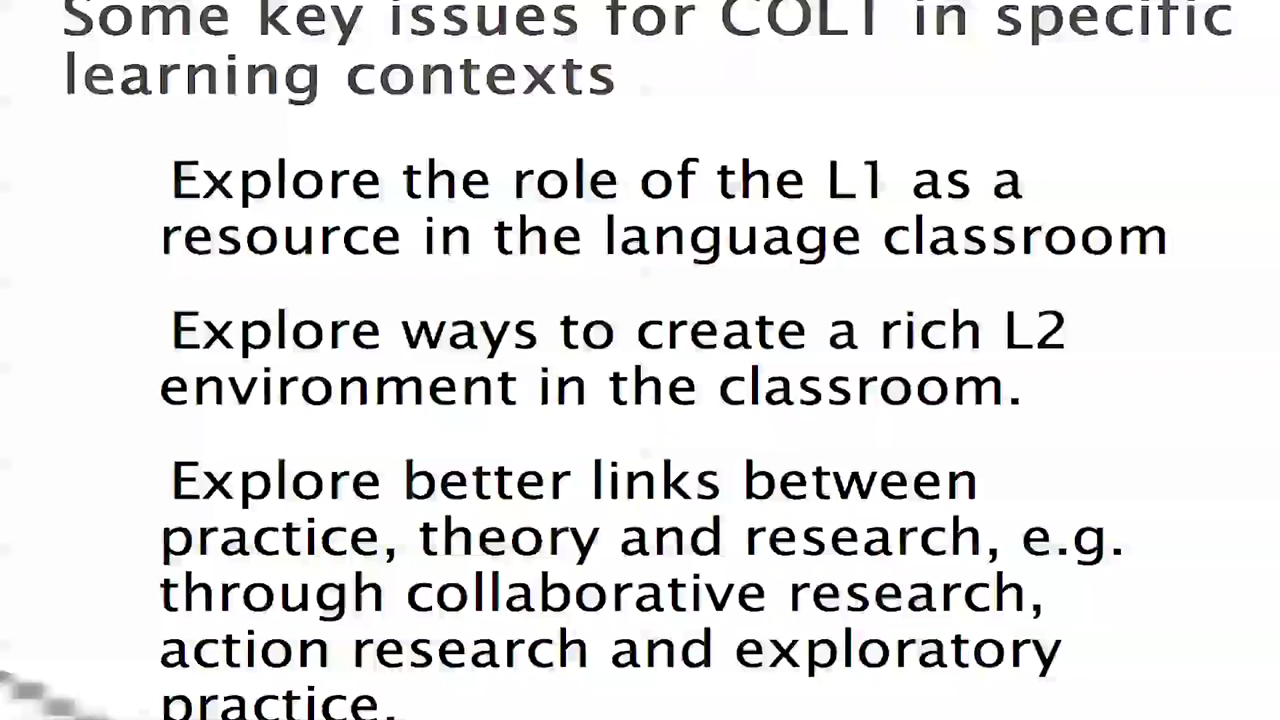 Some key issues for COLT in specific
learning contexts
Explore the role of the L1 as a
resource in the language classroom
Explore ways to create a rich L2
environment in the classroom.
Explore better links between
practice, theory and research, e.g.
through collaborative research,
action research and exploratory
practice.